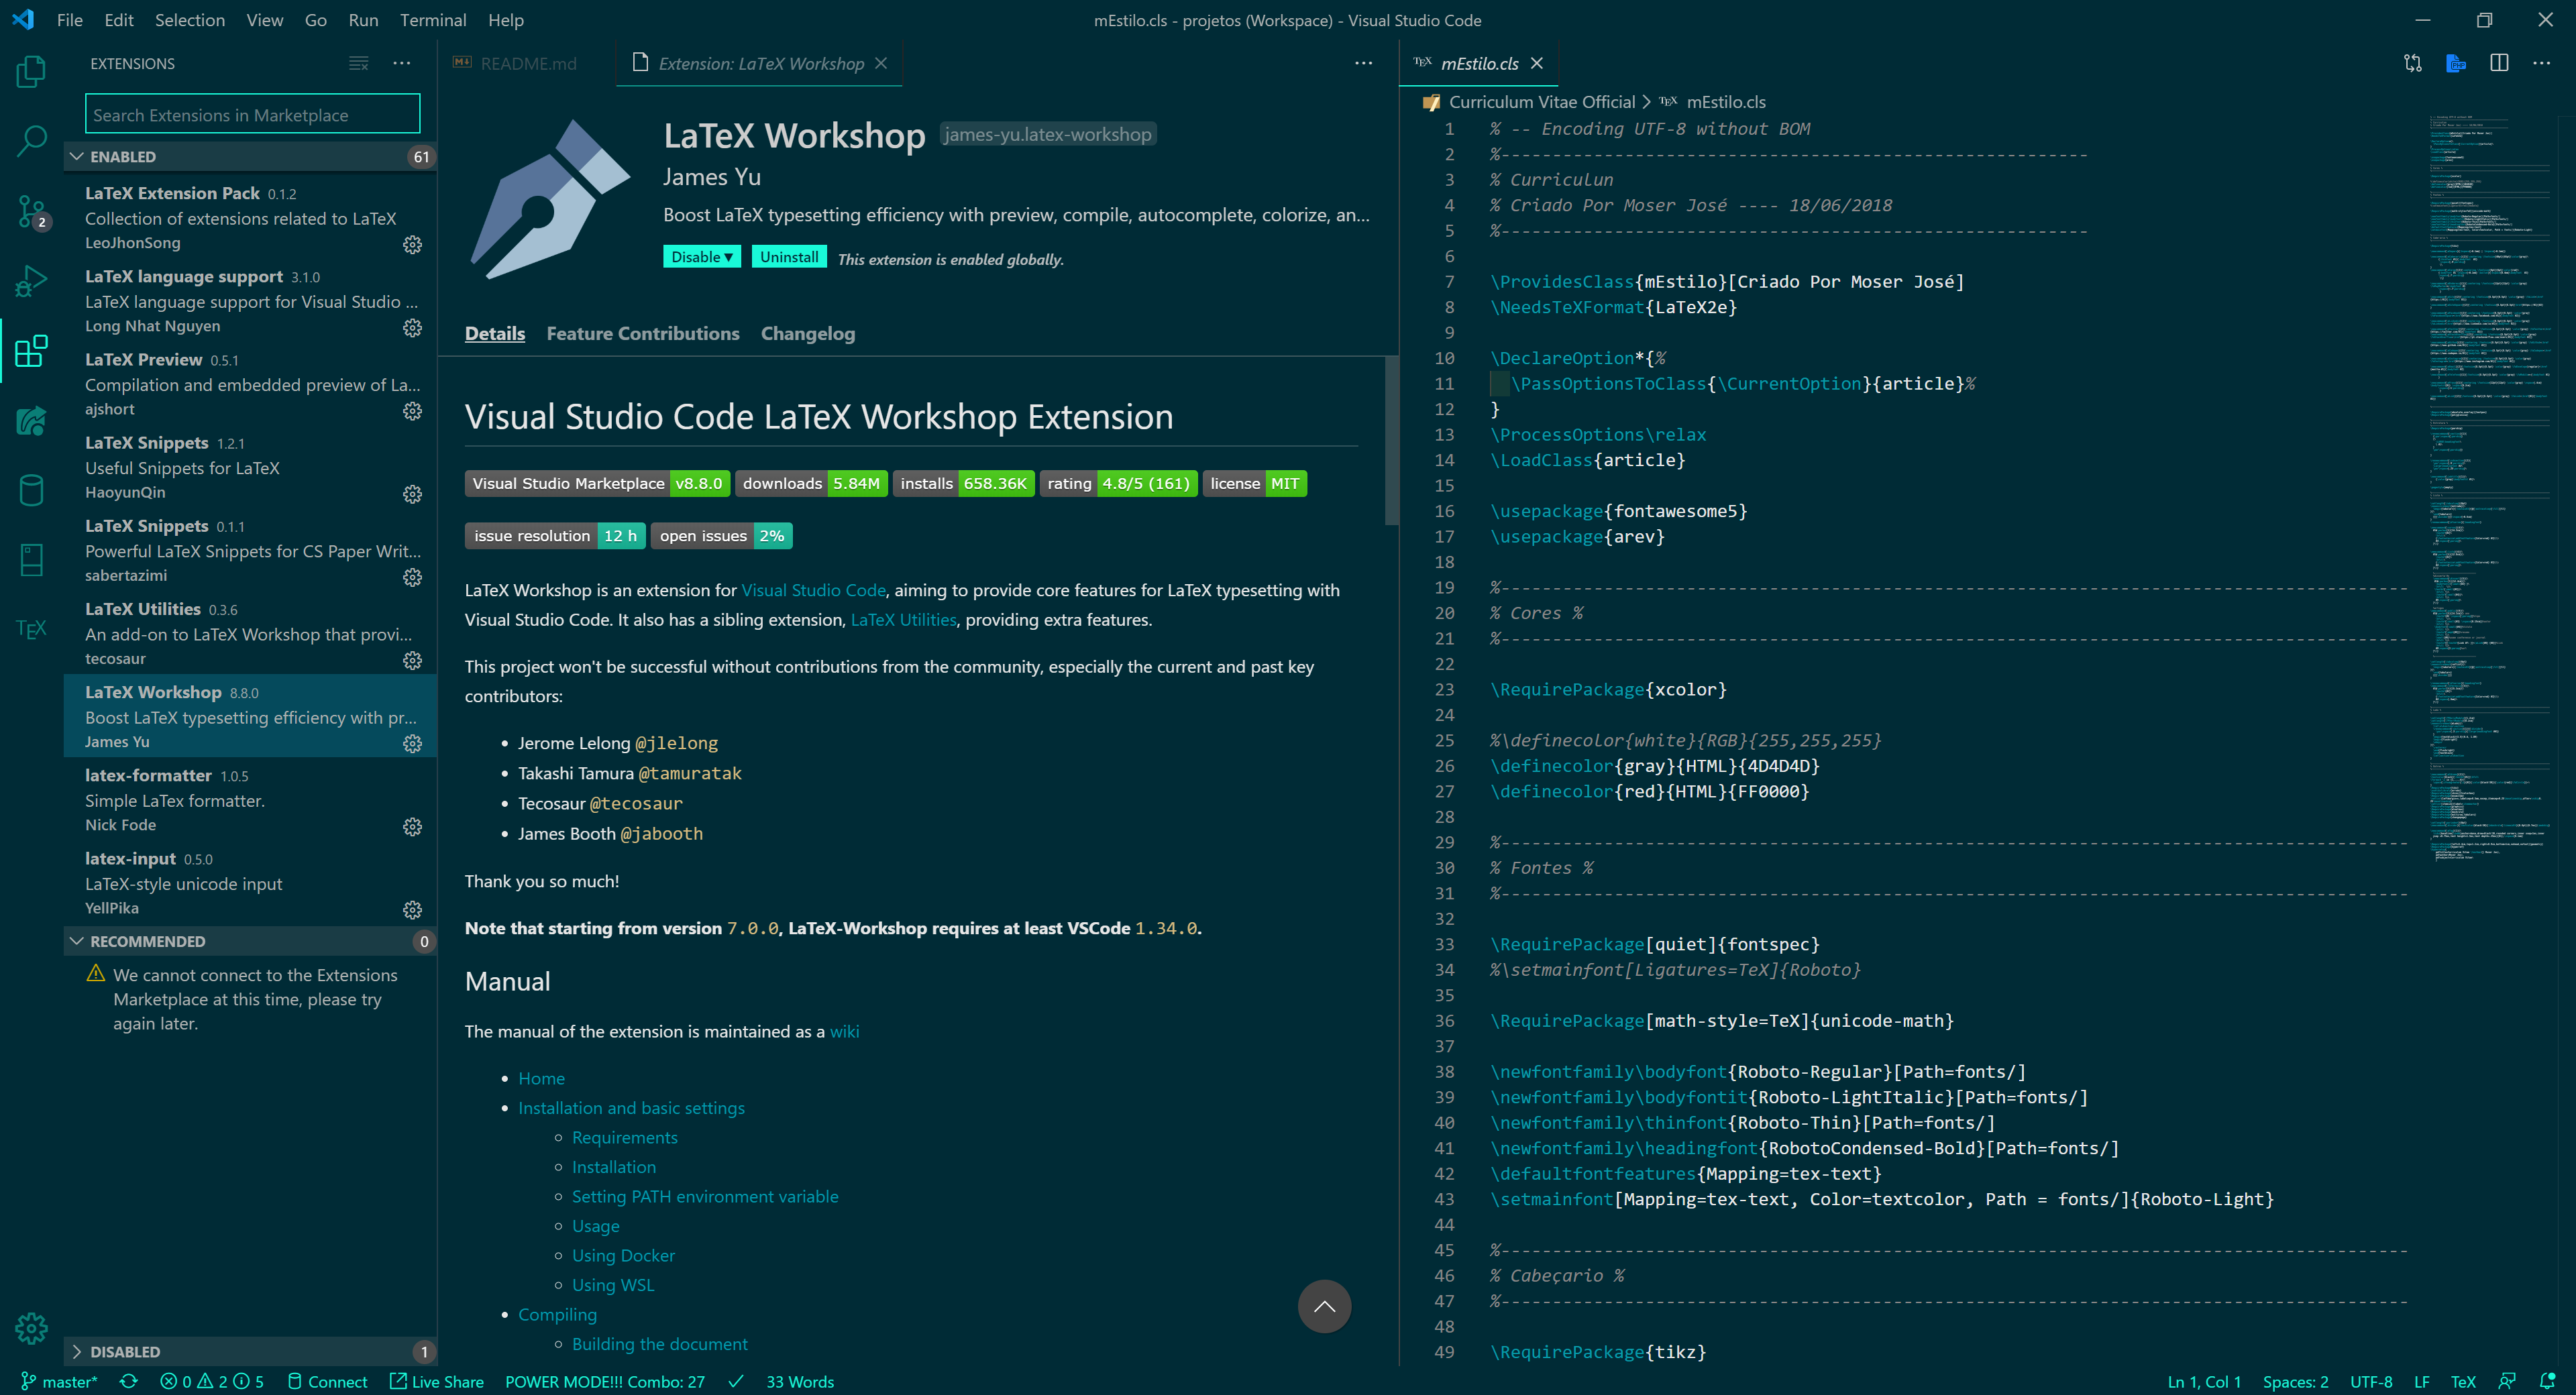 File Edit Selection View Go Run Terminal Help
mEstilo.cls - projetos (Workspace) - Visual Studio Code
EXTENSIONS
Search Extensions in Marketplace
ENABLED 61
LaTeX Extension Pack 0.1.2
Collection of extensions related to LaTeX
LeoJhonSong
LaTeX language support 3.1.0
LaTeX language support for Visual Studio ...
Long Nhat Nguyen
LaTeX Preview 0.5.1
Compilation and embedded preview of La...
ajshort
LaTeX Snippets 1.2.1
Useful Snippets for LaTeX
HaoyunQin
LaTeX Snippets 0.1.1
Powerful LaTeX Snippets for CS Paper Writ...
sabertazimi
LaTeX Utilities 0.3.6
An add-on to LaTeX Workshop that provi...
tecosaur
LaTeX Workshop 8.8.0
Boost LaTeX typesetting efficiency with pr...
James Yu
latex-formatter 1.0.5
Simple LaTex formatter.
Nick Fode
latex-input 0.5.0
LaTeX-style unicode input
YellPika
RECOMMENDED 0
We cannot connect to the Extensions
Marketplace at this time, please try
again later.
DISABLED 1
2
TEX
README.md
Extension: LaTeX Workshop
LaTeX Workshop james-yu.latex-workshop
James Yu
Boost LaTeX typesetting efficiency with preview, compile, autocomplete, colorize, an...
Disable Uninstall This extension is enabled globally.
Details Feature Contributions Changelog
Visual Studio Code LaTeX Workshop Extension
Visual Studio Marketplace v8.8.0 downloads 5.84M installs 658.36K rating 4.8/5 (161) license MIT
issue resolution 12 h open issues 2%
LaTeX Workshop is an extension for Visual Studio Code, aiming to provide core features for LaTeX typesetting with
Visual Studio Code. It also has a sibling extension, LaTeX Utilities, providing extra features.
This project won't be successful without contributions from the community, especially the current and past key
contributors:
• Jerome Lelong @jlelong
• Takashi Tamura @tamuratak
• Tecosaur @tecosaur
• James Booth @jabooth
Thank you so much!
Note that starting from version 7.0.0, LaTeX-Workshop requires at least VSCode 1.34.0.
Manual
The manual of the extension is maintained as a wiki
• Home
• Installation and basic settings
◦ Requirements
◦ Installation
◦ Setting PATH environment variable
◦ Usage
◦ Using Docker
◦ Using WSL
• Compiling
◦ Building the document
TEX mEstilo.cls
Curriculum Vitae Official > TEX mEstilo.cls
1 % -- Encoding UTF-8 without BOM
2 %---------------------------------------------------------
3 % Curriculun
4 % Criado Por Moser José ---- 18/06/2018
5 %---------------------------------------------------------
6
7 \ProvidesClass{mEstilo}[Criado Por Moser José]
8 \NeedsTeXFormat{LaTeX2e}
9
10 \DeclareOption*{%
11 \PassOptionsToClass{\CurrentOption}{article}%
12 }
13 \ProcessOptions\relax
14 \LoadClass{article}
15
16 \usepackage{fontawesome5}
17 \usepackage{arev}
18
19 %----------------------------------------------------------------------------------------
20 % Cores %
21 %----------------------------------------------------------------------------------------
22
23 \RequirePackage{xcolor}
24
25 %\definecolor{white}{RGB}{255,255,255}
26 \definecolor{gray}{HTML}{4D4D4D}
27 \definecolor{red}{HTML}{FF0000}
28
29 %----------------------------------------------------------------------------------------
30 % Fontes %
31 %----------------------------------------------------------------------------------------
32
33 \RequirePackage[quiet]{fontspec}
34 %\setmainfont[Ligatures=TeX]{Roboto}
35
36 \RequirePackage[math-style=TeX]{unicode-math}
37
38 \newfontfamily\bodyfont{Roboto-Regular}[Path=fonts/]
39 \newfontfamily\bodyfontit{Roboto-LightItalic}[Path=fonts/]
40 \newfontfamily\thinfont{Roboto-Thin}[Path=fonts/]
41 \newfontfamily\headingfont{RobotoCondensed-Bold}[Path=fonts/]
42 \defaultfontfeatures{Mapping=tex-text}
43 \setmainfont[Mapping=tex-text, Color=textcolor, Path = fonts/]{Roboto-Light}
44
45 %----------------------------------------------------------------------------------------
46 % Cabeçario %
47 %----------------------------------------------------------------------------------------
48
49 \RequirePackage{tikz}
master* 0 2 5 Connect Live Share POWER MODE!!! Combo: 27 33 Words
Ln 1, Col 1 Spaces: 2 UTF-8 LF TeX